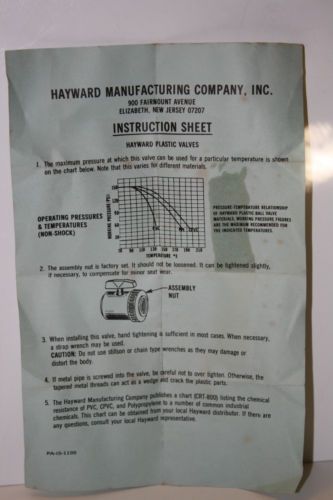 HAYWARD MANUFACTURING COMPANY, INC.
900 FAIRMOUNT AVENUE
ELIZABETH, NEW JERSEY 07207
INSTRUCTION SHEET
HAYWARD PLASTIC VALVES
1. The maximum pressure at which this valve can be used for a particular temperature is shown
on the chart below. Note that this varies for different materials.
OPERATING PRESSURES
& TEMPERATURES
(NON-SHOCK)
WORKING PRESSURE (PSI)
150
PVC
PP
CPVC
TEMPERATURE °F
PRESSURE-TEMPERATURE RELATIONSHIP
OF HAYWARD PLASTIC BALL VALVE
MATERIALS. WORKING PRESSURE FIGURES
ARE THE MAXIMUM RECOMMENDED FOR
THE INDICATED TEMPERATURES.
2. The assembly nut is factory set. It should not be loosened. It can be tightened slightly,
if necessary, to compensate for minor seat wear.
ASSEMBLY
NUT
3. When installing this valve, hand tightening is sufficient in most cases. When necessary,
a strap wrench may be used.
CAUTION: Do not use stillson or chain type wrenches as they may damage or
distort the body.
4. If metal pipe is screwed into the valve, be careful not to over tighten. Otherwise, the
tapered metal threads can act as a wedge and crack the plastic parts.
5. The Hayward Manufacturing Company publishes a chart (CRT-800) listing the chemical
resistance of PVC, CPVC, and Polypropylene to a number of common industrial
chemicals. This chart can be obtained from your local Hayward distributor. If there are
any questions, consult your local Hayward representative.
PA-IS-1100